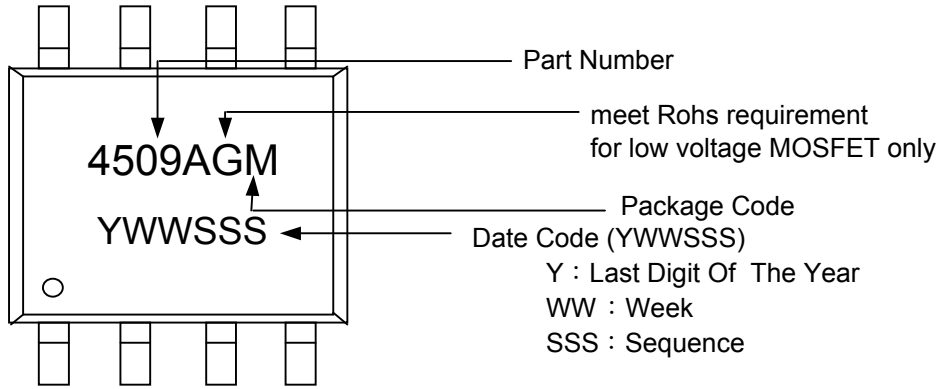 Part Number
meet Rohs requirement
for low voltage MOSFET only
4509AGM
Package Code
YWWSSS
Date Code (YWWSSS)
Y：Last Digit Of The Year
WW：Week
SSS：Sequence